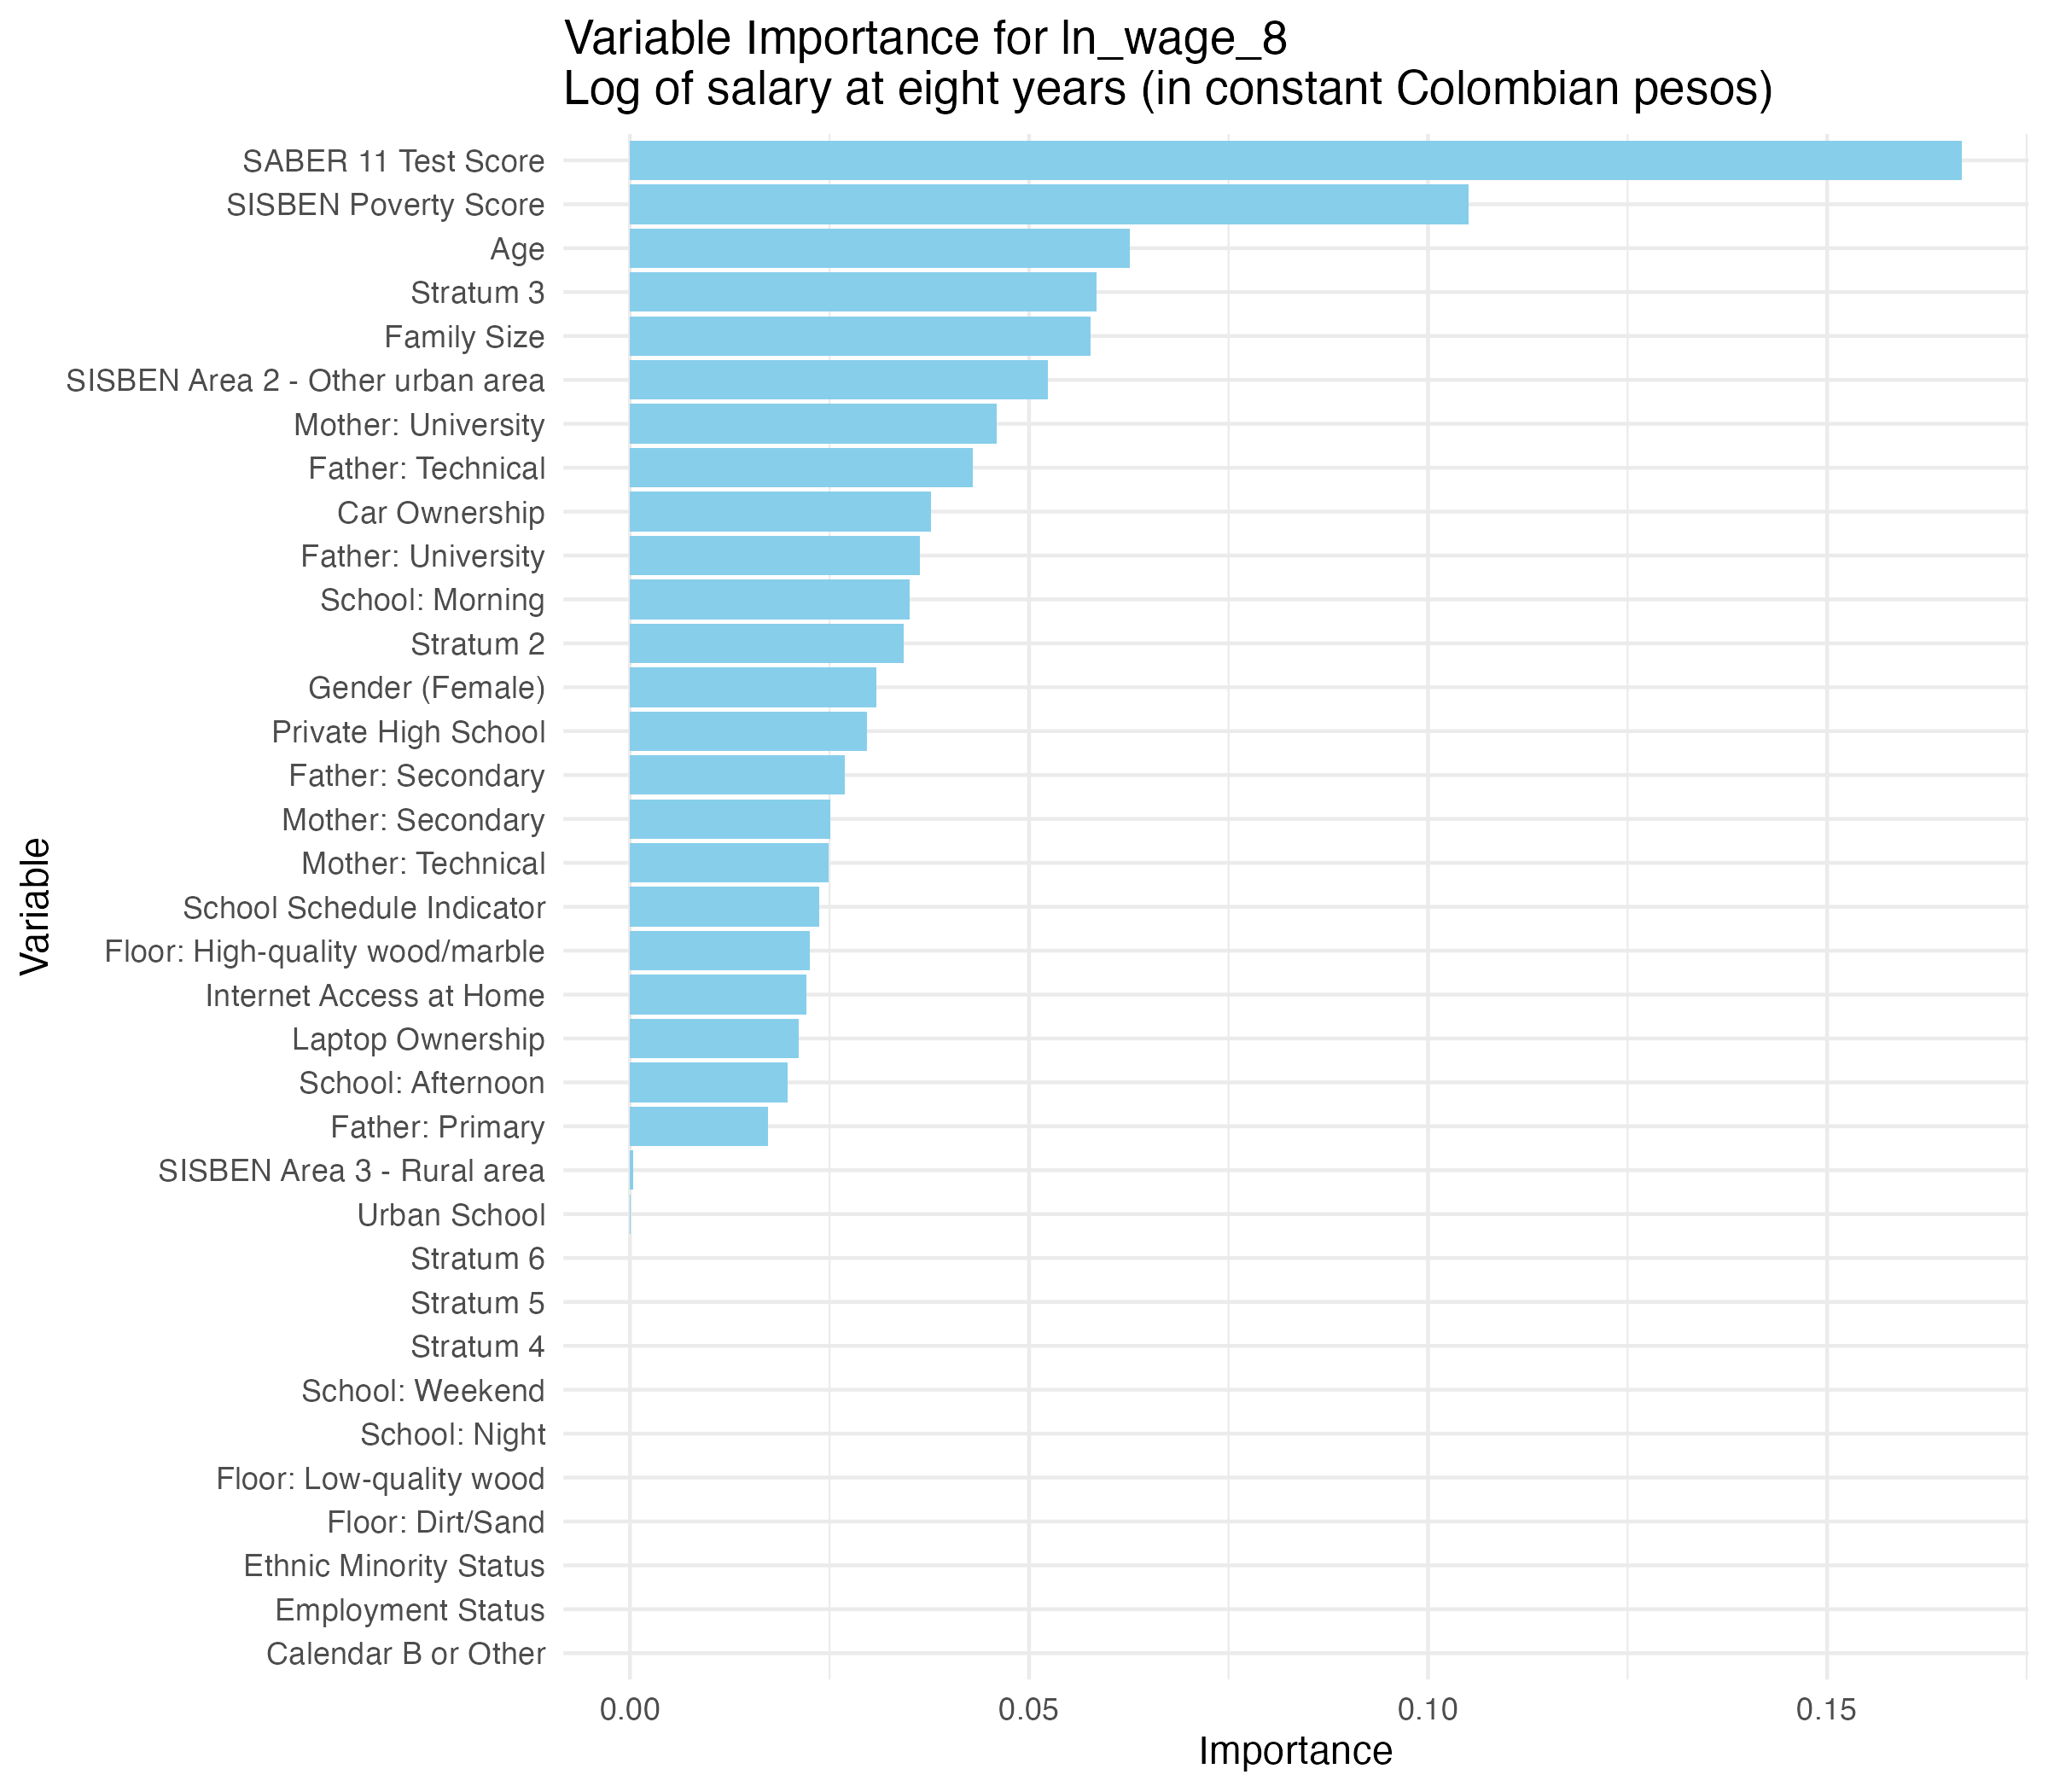 Variable Importance for ln_wage_8
Log of salary at eight years (in constant Colombian pesos)
SABER 11 Test Score
SISBEN Poverty Score
Age
Stratum 3
Family Size
SISBEN Area 2 - Other urban area
Mother: University
Father: Technical
Car Ownership
Father: University
School: Morning
Stratum 2
Gender (Female)
Private High School
Father: Secondary
Mother: Secondary
Mother: Technical
School Schedule Indicator
Floor: High-quality wood/marble
Internet Access at Home
Laptop Ownership
School: Afternoon
Father: Primary
SISBEN Area 3 - Rural area
Urban School
Stratum 6
Stratum 5
Stratum 4
School: Weekend
School: Night
Floor: Low-quality wood
Floor: Dirt/Sand
Ethnic Minority Status
Employment Status
Calendar B or Other
Variable
0.00 0.05 0.10 0.15
Importance